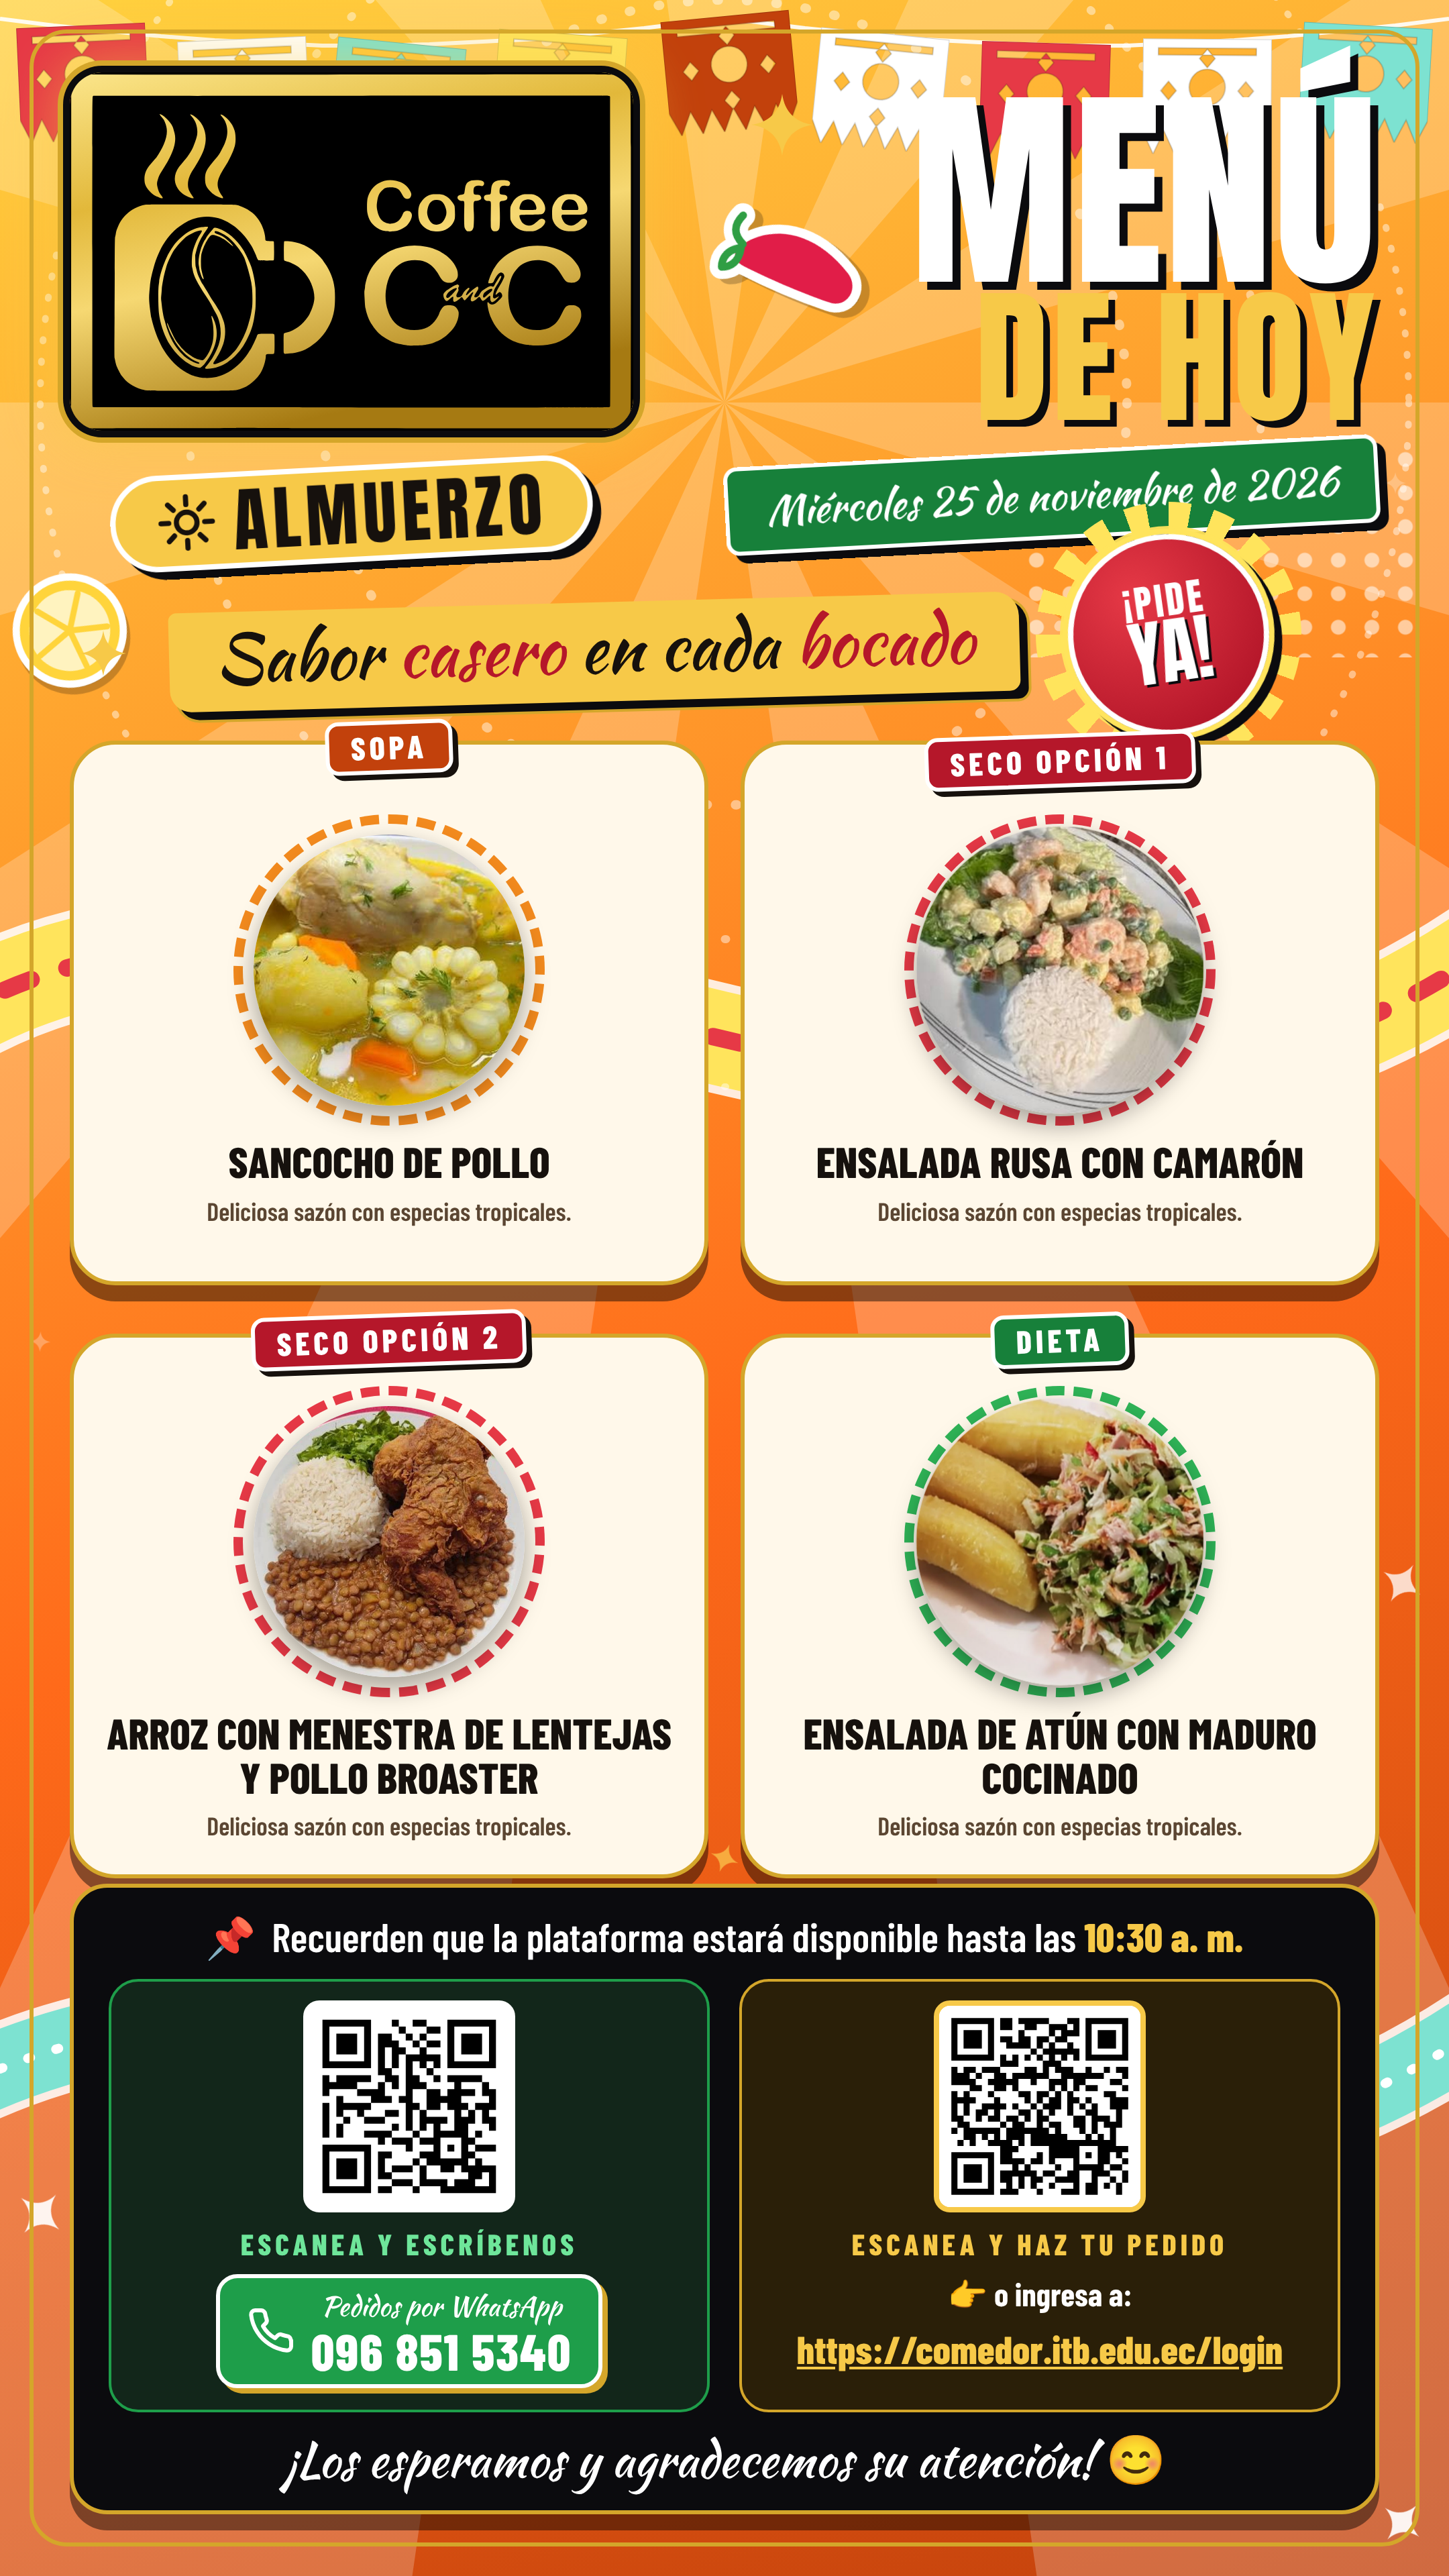 Coffee
C and C
MENÚ
DE HOY
ALMUERZO
Miércoles 25 de noviembre de 2026
Sabor casero en cada bocado
¡PIDE
YA!
SOPA
SANCOCHO DE POLLO
Deliciosa sazón con especias tropicales.
SECO OPCIÓN 1
ENSALADA RUSA CON CAMARÓN
Deliciosa sazón con especias tropicales.
SECO OPCIÓN 2
ARROZ CON MENESTRA DE LENTEJAS
Y POLLO BROASTER
Deliciosa sazón con especias tropicales.
DIETA
ENSALADA DE ATÚN CON MADURO
COCINADO
Deliciosa sazón con especias tropicales.
📌 Recuerden que la plataforma estará disponible hasta las 10:30 a. m.
ESCANEA Y ESCRÍBENOS
Pedidos por WhatsApp
096 851 5340
ESCANEA Y HAZ TU PEDIDO
👉 o ingresa a:
https://comedor.itb.edu.ec/login
¡Los esperamos y agradecemos su atención! 😊